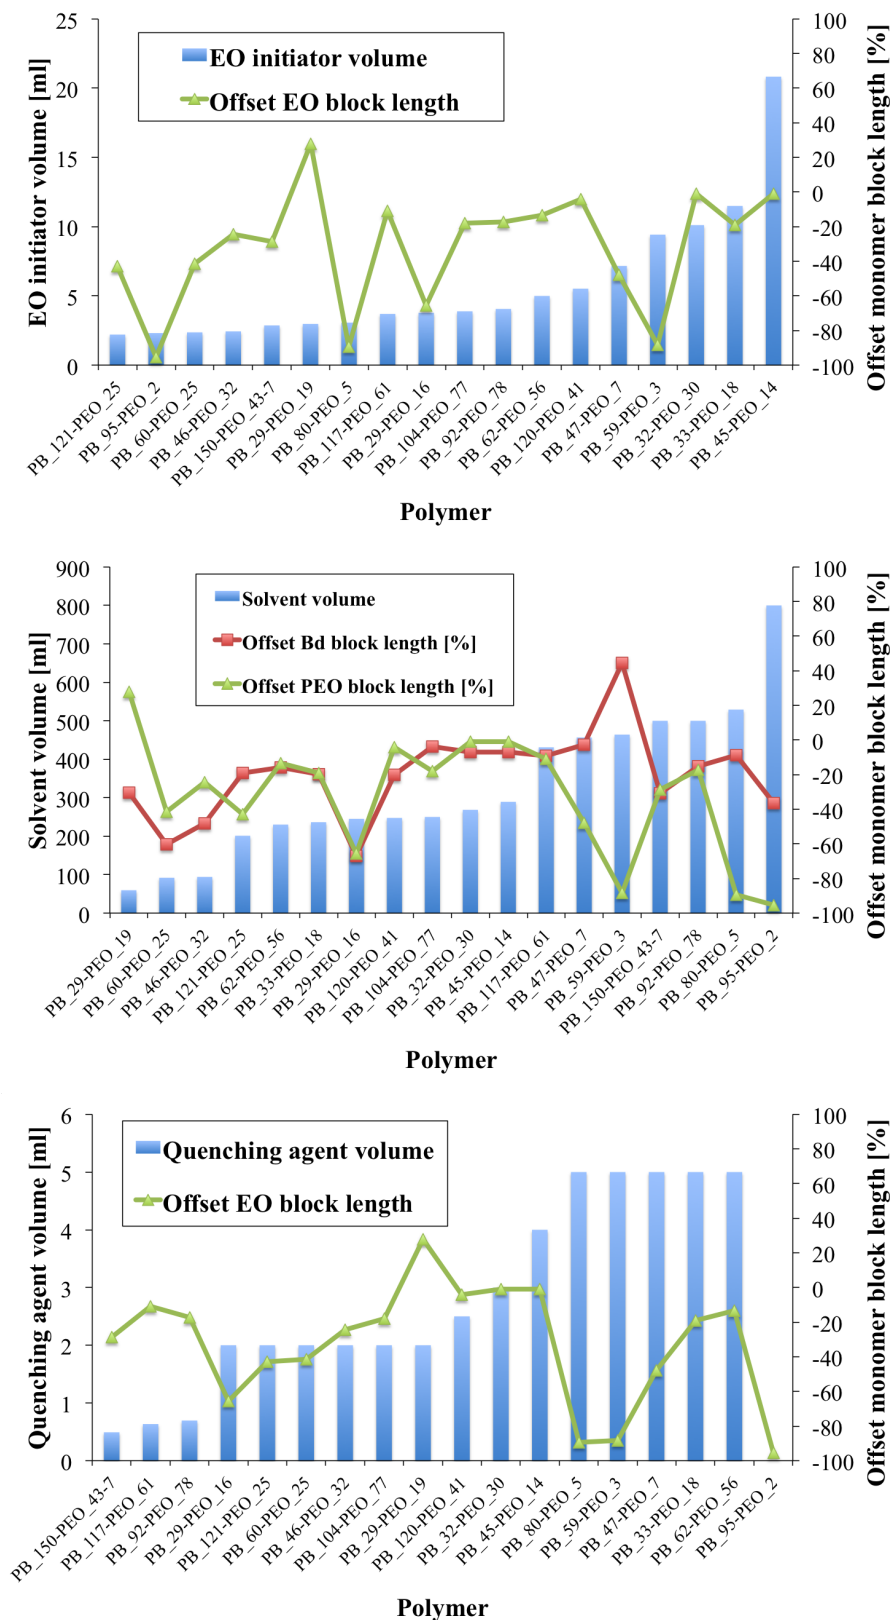 EO initiator volume [ml]
25
20
15
10
5
0
EO initiator volume
Offset EO block length
100
80
60
40
20
0
-20
-40
-60
-80
-100
Offset monomer block length [%]
PB_121-PEO_25
PB_95-PEO_2
PB_60-PEO_25
PB_46-PEO_32
PB_150-PEO_43-7
PB_29-PEO_19
PB_80-PEO_5
PB_117-PEO_61
PB_29-PEO_16
PB_104-PEO_77
PB_92-PEO_78
PB_62-PEO_56
PB_120-PEO_41
PB_47-PEO_7
PB_59-PEO_3
PB_32-PEO_30
PB_33-PEO_18
PB_45-PEO_14
Polymer
Solvent volume [ml]
900
800
700
600
500
400
300
200
100
0
Solvent volume
Offset Bd block length [%]
Offset PEO block length [%]
100
80
60
40
20
0
-20
-40
-60
-80
-100
Offset monomer block length [%]
PB_29-PEO_19
PB_60-PEO_25
PB_46-PEO_32
PB_121-PEO_25
PB_62-PEO_56
PB_33-PEO_18
PB_29-PEO_16
PB_120-PEO_41
PB_104-PEO_77
PB_32-PEO_30
PB_45-PEO_14
PB_117-PEO_61
PB_47-PEO_7
PB_59-PEO_3
PB_150-PEO_43-7
PB_92-PEO_78
PB_80-PEO_5
PB_95-PEO_2
Polymer
Quenching agent volume [ml]
6
5
4
3
2
1
0
Quenching agent volume
Offset EO block length
100
80
60
40
20
0
-20
-40
-60
-80
-100
Offset monomer block length [%]
PB_150-PEO_43-7
PB_117-PEO_61
PB_92-PEO_78
PB_29-PEO_16
PB_121-PEO_25
PB_60-PEO_25
PB_46-PEO_32
PB_104-PEO_77
PB_29-PEO_19
PB_120-PEO_41
PB_32-PEO_30
PB_45-PEO_14
PB_80-PEO_5
PB_59-PEO_3
PB_47-PEO_7
PB_33-PEO_18
PB_62-PEO_56
PB_95-PEO_2
Polymer